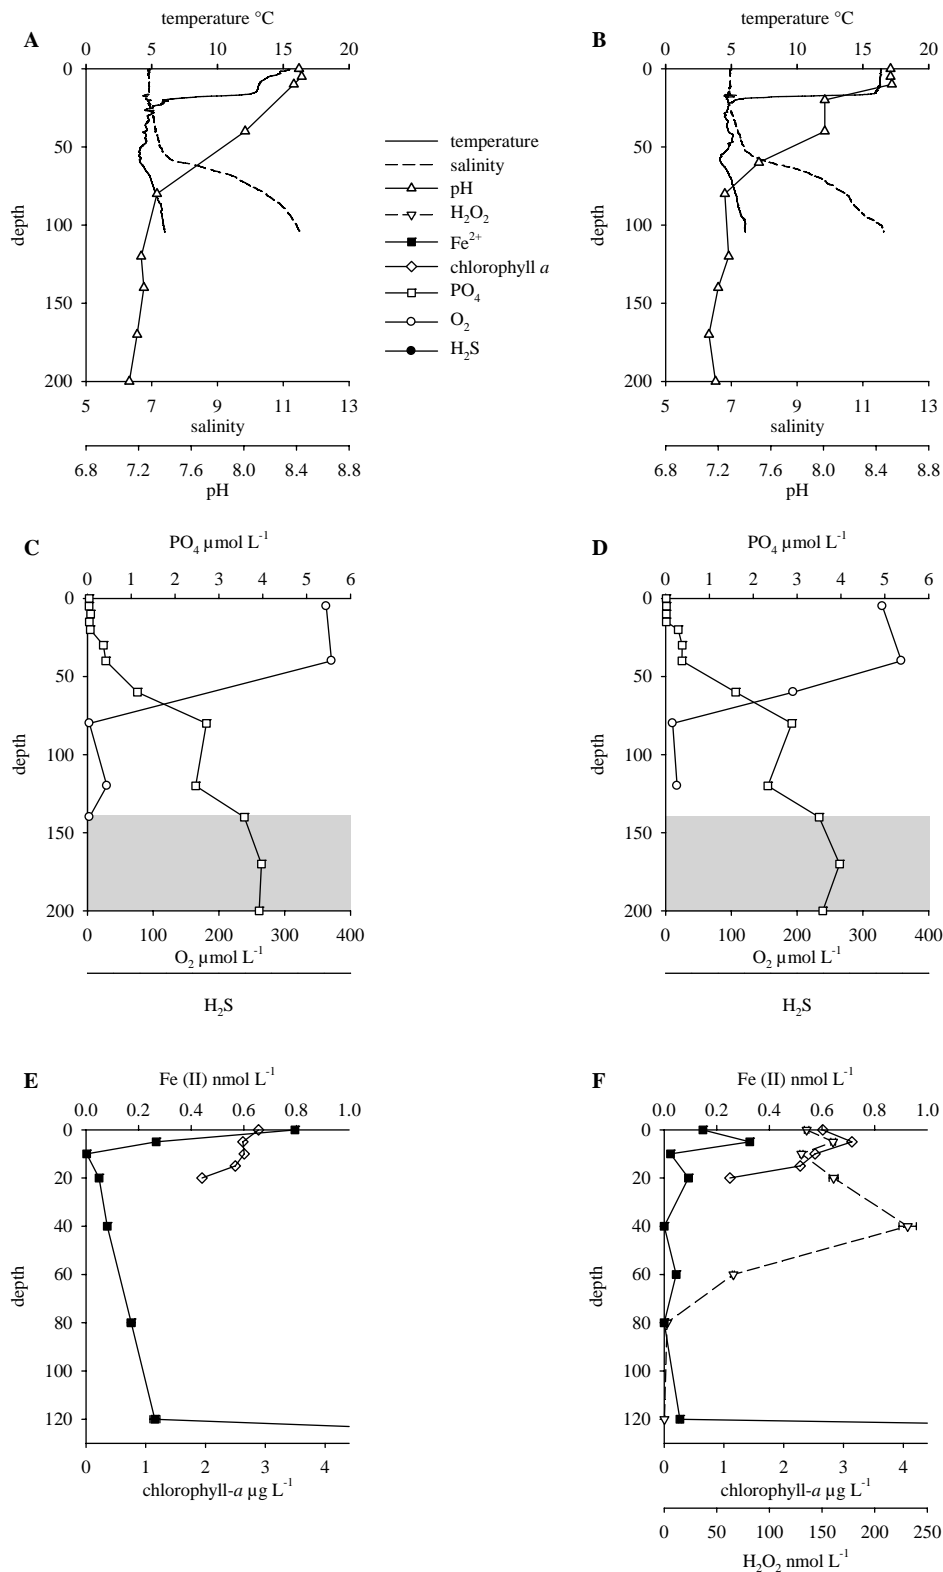 temperature °C
temperature °C
A
B
0 5 10 15 20
0 5 10 15 20
0
50
100
150
200
depth
0
50
100
150
200
depth
temperature
salinity
pH
H₂O₂
Fe²⁺
chlorophyll a
PO₄
O₂
H₂S
5 7 9 11 13
salinity
5 7 9 11 13
salinity
6.8 7.2 7.6 8.0 8.4 8.8
pH
6.8 7.2 7.6 8.0 8.4 8.8
pH
C
PO₄ µmol L⁻¹
D
PO₄ µmol L⁻¹
0 1 2 3 4 5 6
0 1 2 3 4 5 6
0
50
100
150
200
depth
0
50
100
150
200
depth
0 100 200 300 400
O₂ µmol L⁻¹
0 100 200 300 400
O₂ µmol L⁻¹
H₂S
H₂S
E
Fe (II) nmol L⁻¹
F
Fe (II) nmol L⁻¹
0.0 0.2 0.4 0.6 0.8 1.0
0.0 0.2 0.4 0.6 0.8 1.0
0
20
40
60
80
100
120
depth
0
20
40
60
80
100
120
depth
0 1 2 3 4
chlorophyll-a µg L⁻¹
0 1 2 3 4
chlorophyll-a µg L⁻¹
0 50 100 150 200 250
H₂O₂ nmol L⁻¹